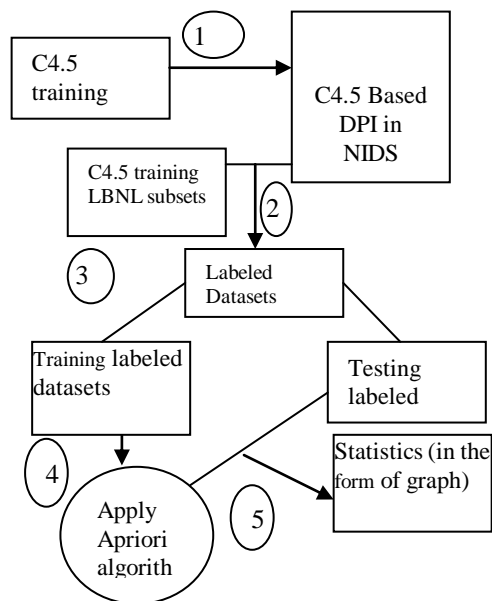 1
C4.5
training
C4.5 Based
DPI in
NIDS
C4.5 training
LBNL subsets
2
3
Labeled
Datasets
Training labeled
datasets
Testing
labeled
4
Statistics (in the
form of graph)
Apply
Apriori
algorith
5